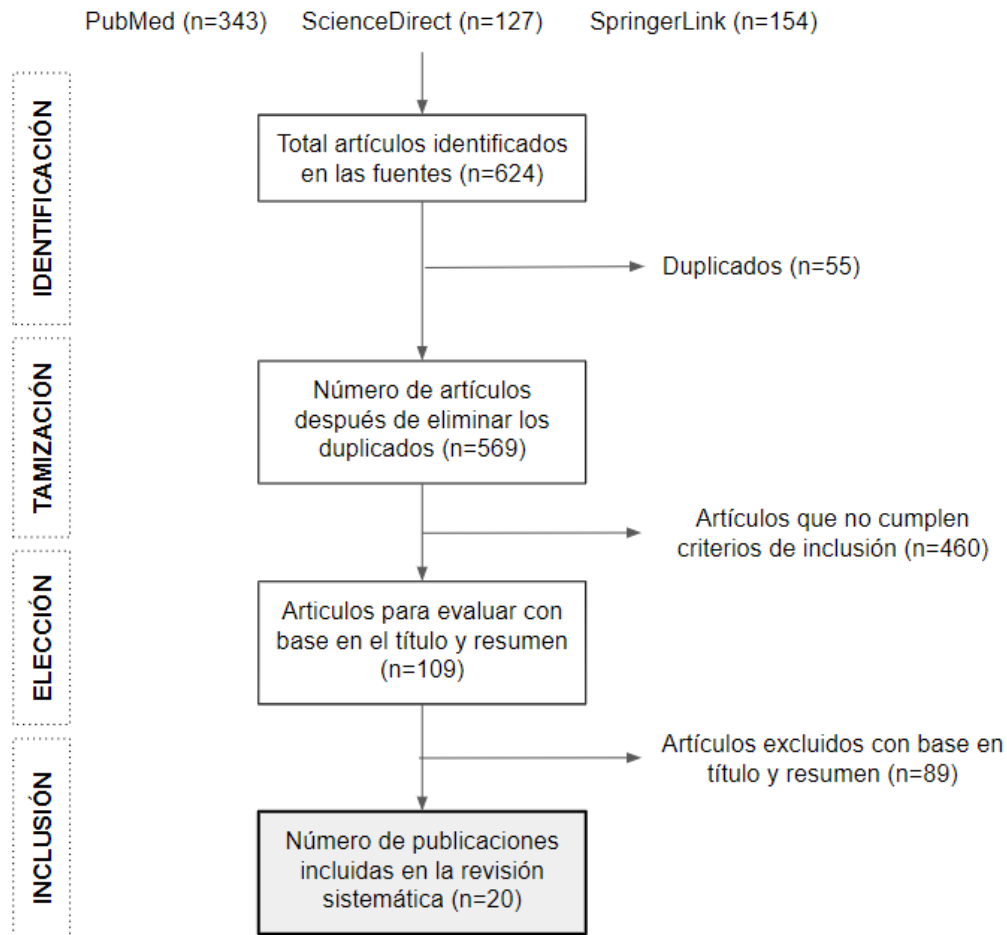 PubMed (n=343) ScienceDirect (n=127) SpringerLink (n=154)
IDENTIFICACIÓN
Total artículos identificados
en las fuentes (n=624)
Duplicados (n=55)
TAMIZACIÓN
Número de artículos
después de eliminar los
duplicados (n=569)
Artículos que no cumplen
criterios de inclusión (n=460)
ELECCIÓN
Articulos para evaluar con
base en el título y resumen
(n=109)
Artículos excluidos con base en
título y resumen (n=89)
INCLUSIÓN
Número de publicaciones
incluidas en la revisión
sistemática (n=20)